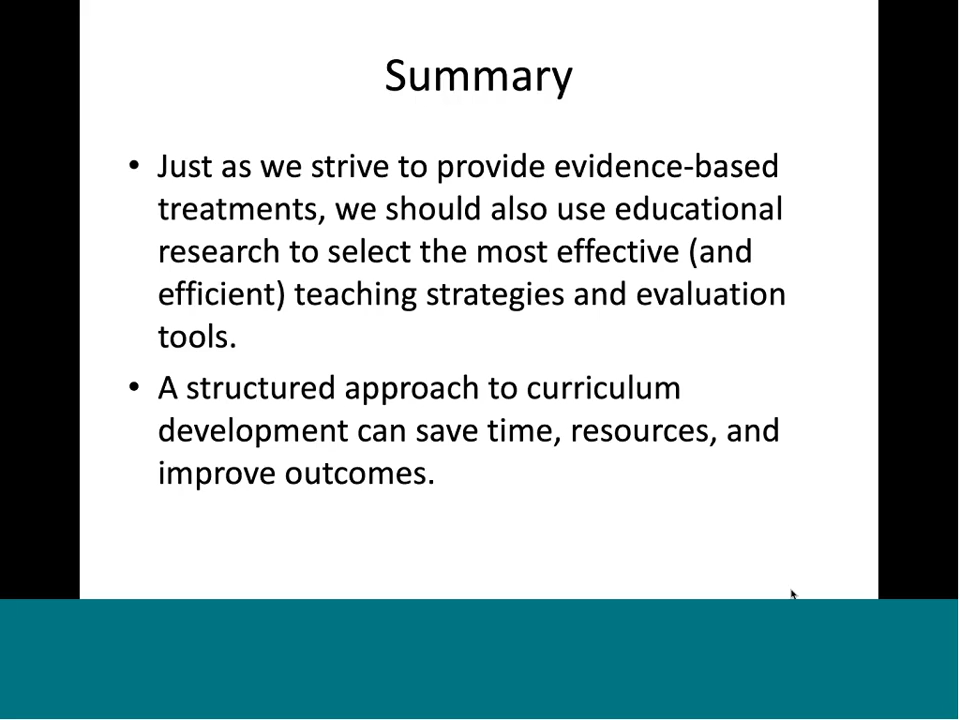 Summary
• Just as we strive to provide evidence-based
treatments, we should also use educational
research to select the most effective (and
efficient) teaching strategies and evaluation
tools.
• A structured approach to curriculum
development can save time, resources, and
improve outcomes.